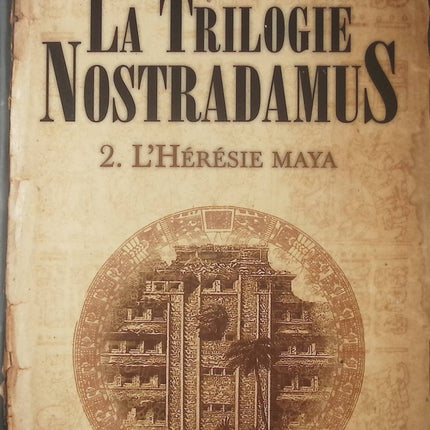 LA TRILOGIE
NOSTRADAMUS
2. L'HÉRÉSIE MAYA